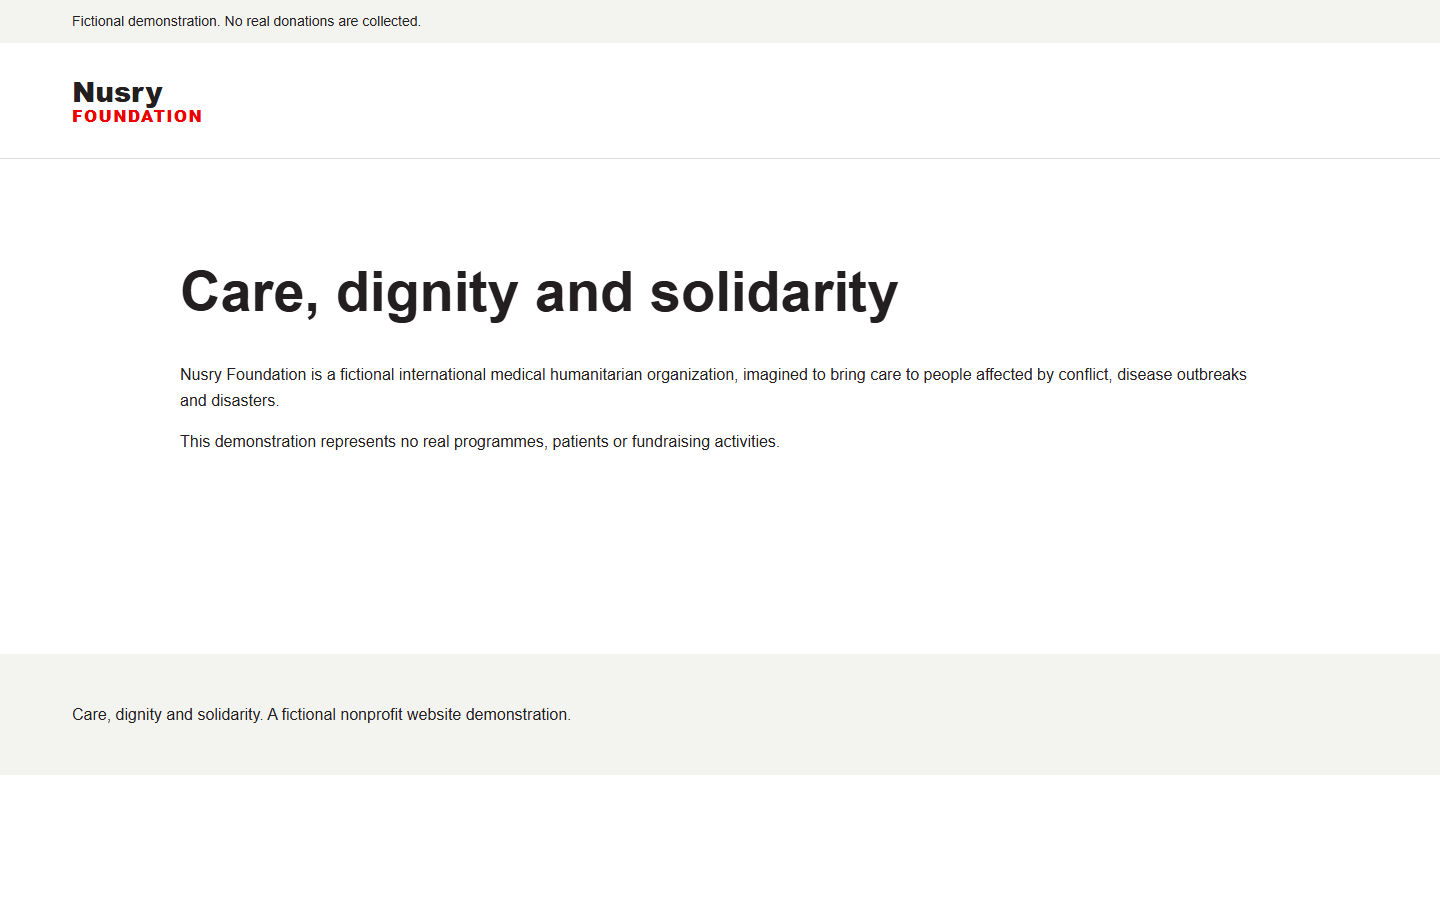 Fictional demonstration. No real donations are collected.
Nusry
FOUNDATION
Care, dignity and solidarity
Nusry Foundation is a fictional international medical humanitarian organization, imagined to bring care to people affected by conflict, disease outbreaks
and disasters.
This demonstration represents no real programmes, patients or fundraising activities.
Care, dignity and solidarity. A fictional nonprofit website demonstration.